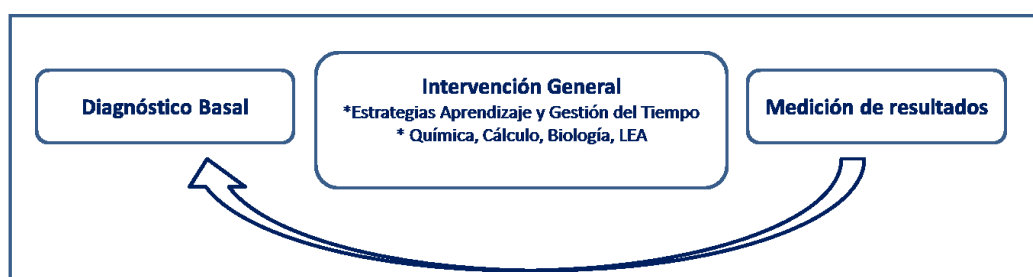 Diagnóstico Basal
Intervención General
*Estrategias Aprendizaje y Gestión del Tiempo
* Química, Cálculo, Biología, LEA
Medición de resultados